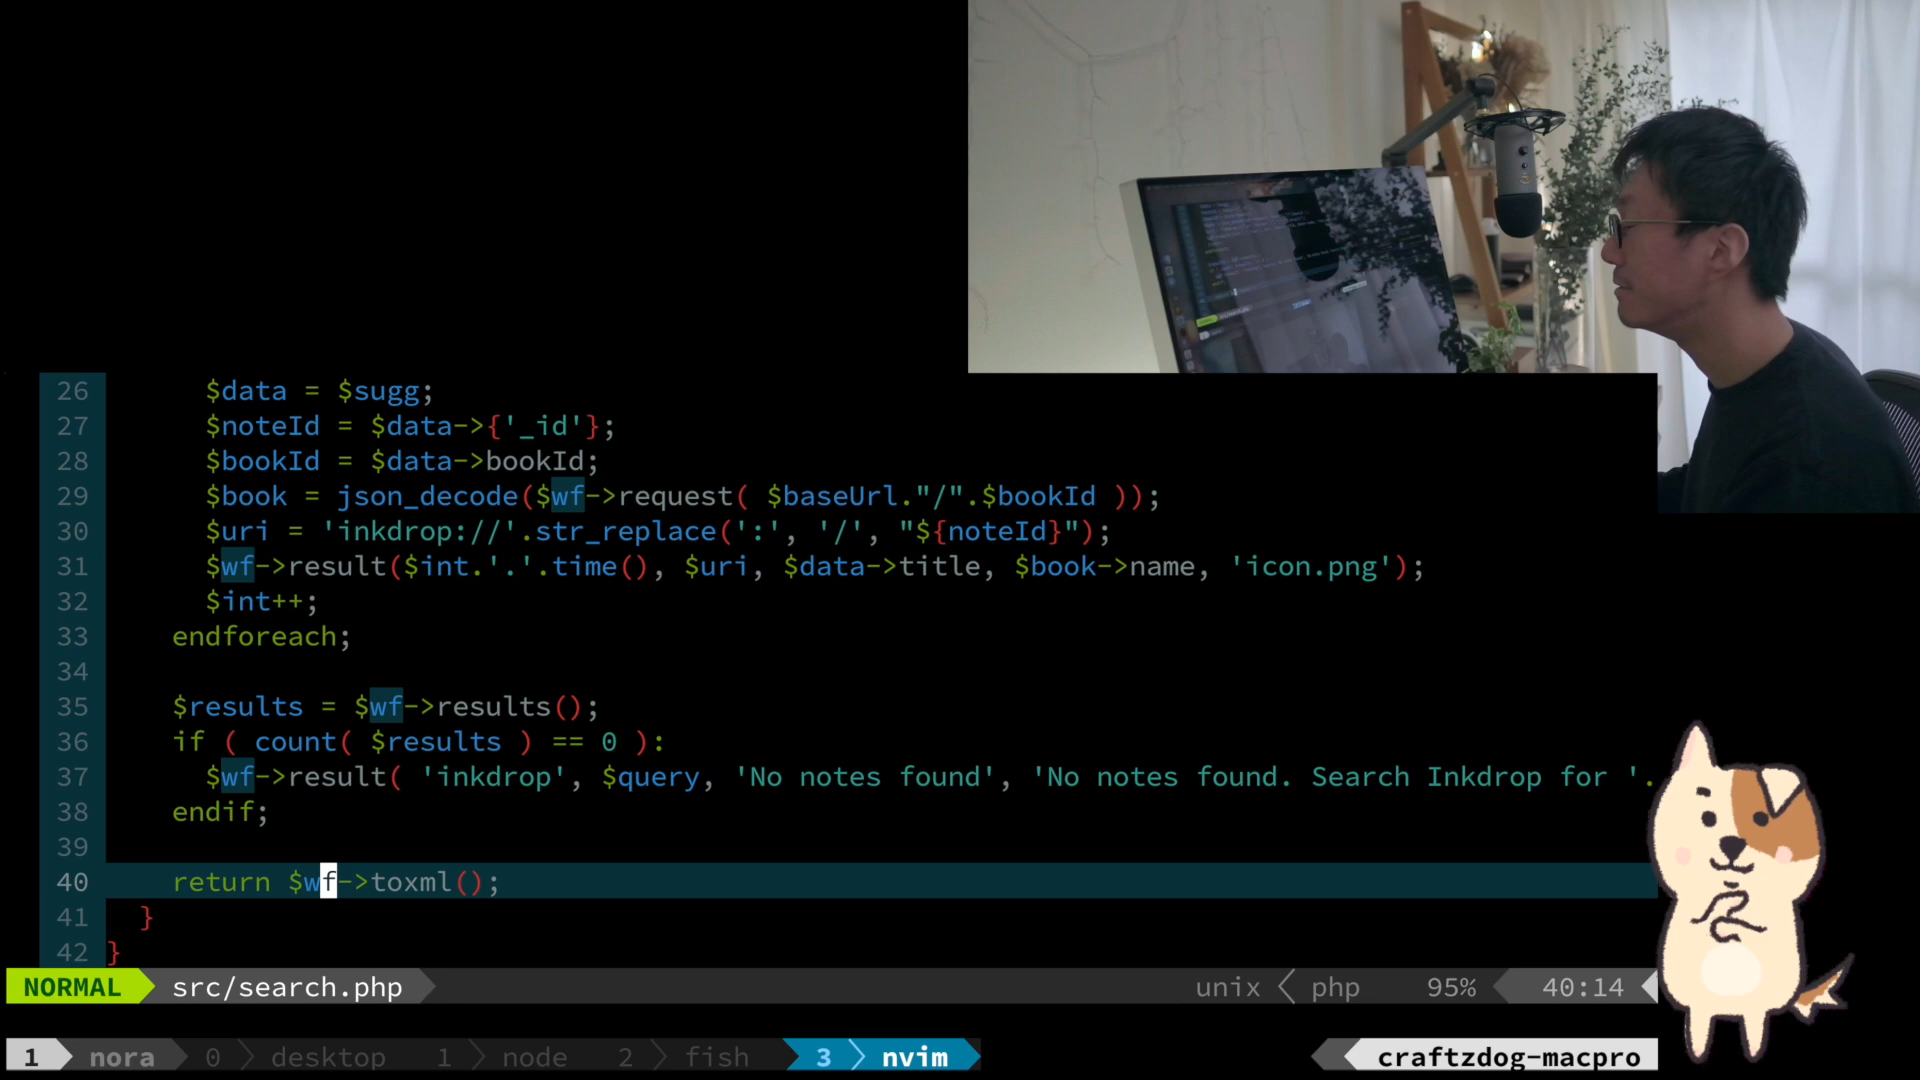 26 $data = $sugg;
27 $noteId = $data->{'_id'};
28 $bookId = $data->bookId;
29 $book = json_decode($wf->request( $baseUrl."/".$bookId ));
30 $uri = 'inkdrop://'.str_replace(':', '/', "${noteId}");
31 $wf->result($int.'.'.time(), $uri, $data->title, $book->name, 'icon.png');
32 $int++;
33 endforeach;
34
35 $results = $wf->results();
36 if ( count( $results ) == 0 ):
37 $wf->result( 'inkdrop', $query, 'No notes found', 'No notes found. Search Inkdrop for '.
38 endif;
39
40 return $wf->toxml();
41 }
42 }
NORMAL src/search.php unix php 95% 40:14
1 nora 0 desktop 1 node 2 fish 3 nvim craftzdog-macpro